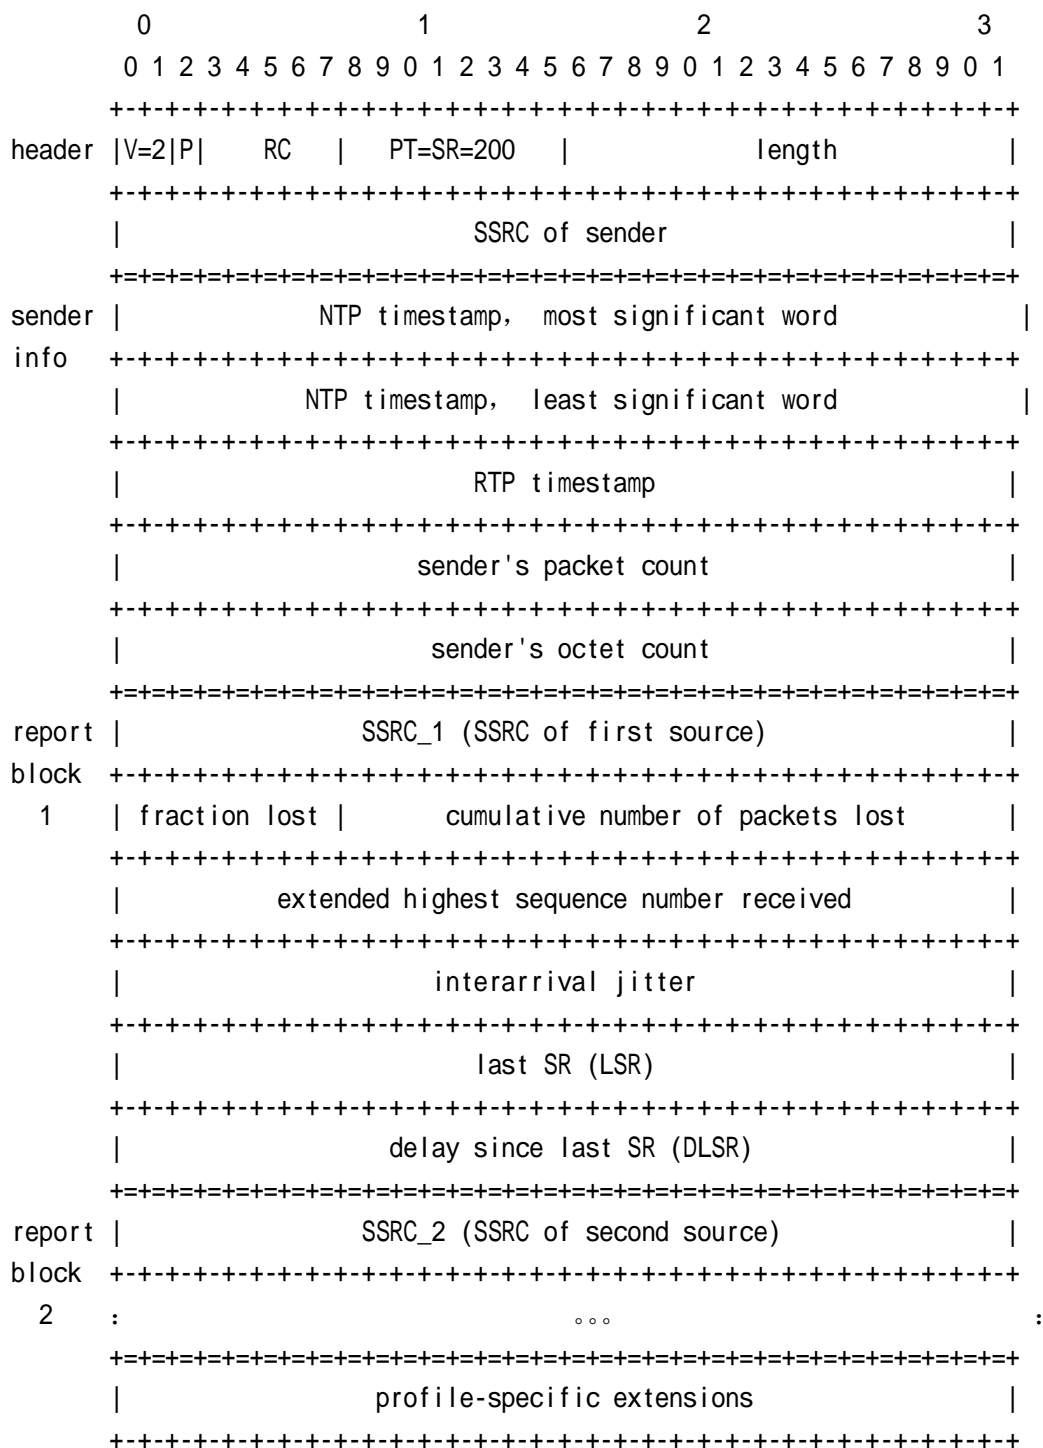 0 1 2 3
0 1 2 3 4 5 6 7 8 9 0 1 2 3 4 5 6 7 8 9 0 1 2 3 4 5 6 7 8 9 0 1
+-+-+-+-+-+-+-+-+-+-+-+-+-+-+-+-+-+-+-+-+-+-+-+-+-+-+-+-+-+-+-+-+
header |V=2|P| RC | PT=SR=200 | length |
+-+-+-+-+-+-+-+-+-+-+-+-+-+-+-+-+-+-+-+-+-+-+-+-+-+-+-+-+-+-+-+-+
| SSRC of sender |
+=+=+=+=+=+=+=+=+=+=+=+=+=+=+=+=+=+=+=+=+=+=+=+=+=+=+=+=+=+=+=+=+
sender | NTP timestamp， most significant word |
info +-+-+-+-+-+-+-+-+-+-+-+-+-+-+-+-+-+-+-+-+-+-+-+-+-+-+-+-+-+-+-+-+
| NTP timestamp， least significant word |
+-+-+-+-+-+-+-+-+-+-+-+-+-+-+-+-+-+-+-+-+-+-+-+-+-+-+-+-+-+-+-+-+
| RTP timestamp |
+-+-+-+-+-+-+-+-+-+-+-+-+-+-+-+-+-+-+-+-+-+-+-+-+-+-+-+-+-+-+-+-+
| sender's packet count |
+-+-+-+-+-+-+-+-+-+-+-+-+-+-+-+-+-+-+-+-+-+-+-+-+-+-+-+-+-+-+-+-+
| sender's octet count |
+=+=+=+=+=+=+=+=+=+=+=+=+=+=+=+=+=+=+=+=+=+=+=+=+=+=+=+=+=+=+=+=+
report | SSRC_1 (SSRC of first source) |
block +-+-+-+-+-+-+-+-+-+-+-+-+-+-+-+-+-+-+-+-+-+-+-+-+-+-+-+-+-+-+-+-+
1 | fraction lost | cumulative number of packets lost |
+-+-+-+-+-+-+-+-+-+-+-+-+-+-+-+-+-+-+-+-+-+-+-+-+-+-+-+-+-+-+-+-+
| extended highest sequence number received |
+-+-+-+-+-+-+-+-+-+-+-+-+-+-+-+-+-+-+-+-+-+-+-+-+-+-+-+-+-+-+-+-+
| interarrival jitter |
+-+-+-+-+-+-+-+-+-+-+-+-+-+-+-+-+-+-+-+-+-+-+-+-+-+-+-+-+-+-+-+-+
| last SR (LSR) |
+-+-+-+-+-+-+-+-+-+-+-+-+-+-+-+-+-+-+-+-+-+-+-+-+-+-+-+-+-+-+-+-+
| delay since last SR (DLSR) |
+=+=+=+=+=+=+=+=+=+=+=+=+=+=+=+=+=+=+=+=+=+=+=+=+=+=+=+=+=+=+=+=+
report | SSRC_2 (SSRC of second source) |
block +-+-+-+-+-+-+-+-+-+-+-+-+-+-+-+-+-+-+-+-+-+-+-+-+-+-+-+-+-+-+-+-+
2 ： 。。。 ：
+=+=+=+=+=+=+=+=+=+=+=+=+=+=+=+=+=+=+=+=+=+=+=+=+=+=+=+=+=+=+=+=+
| profile-specific extensions |
+-+-+-+-+-+-+-+-+-+-+-+-+-+-+-+-+-+-+-+-+-+-+-+-+-+-+-+-+-+-+-+-+